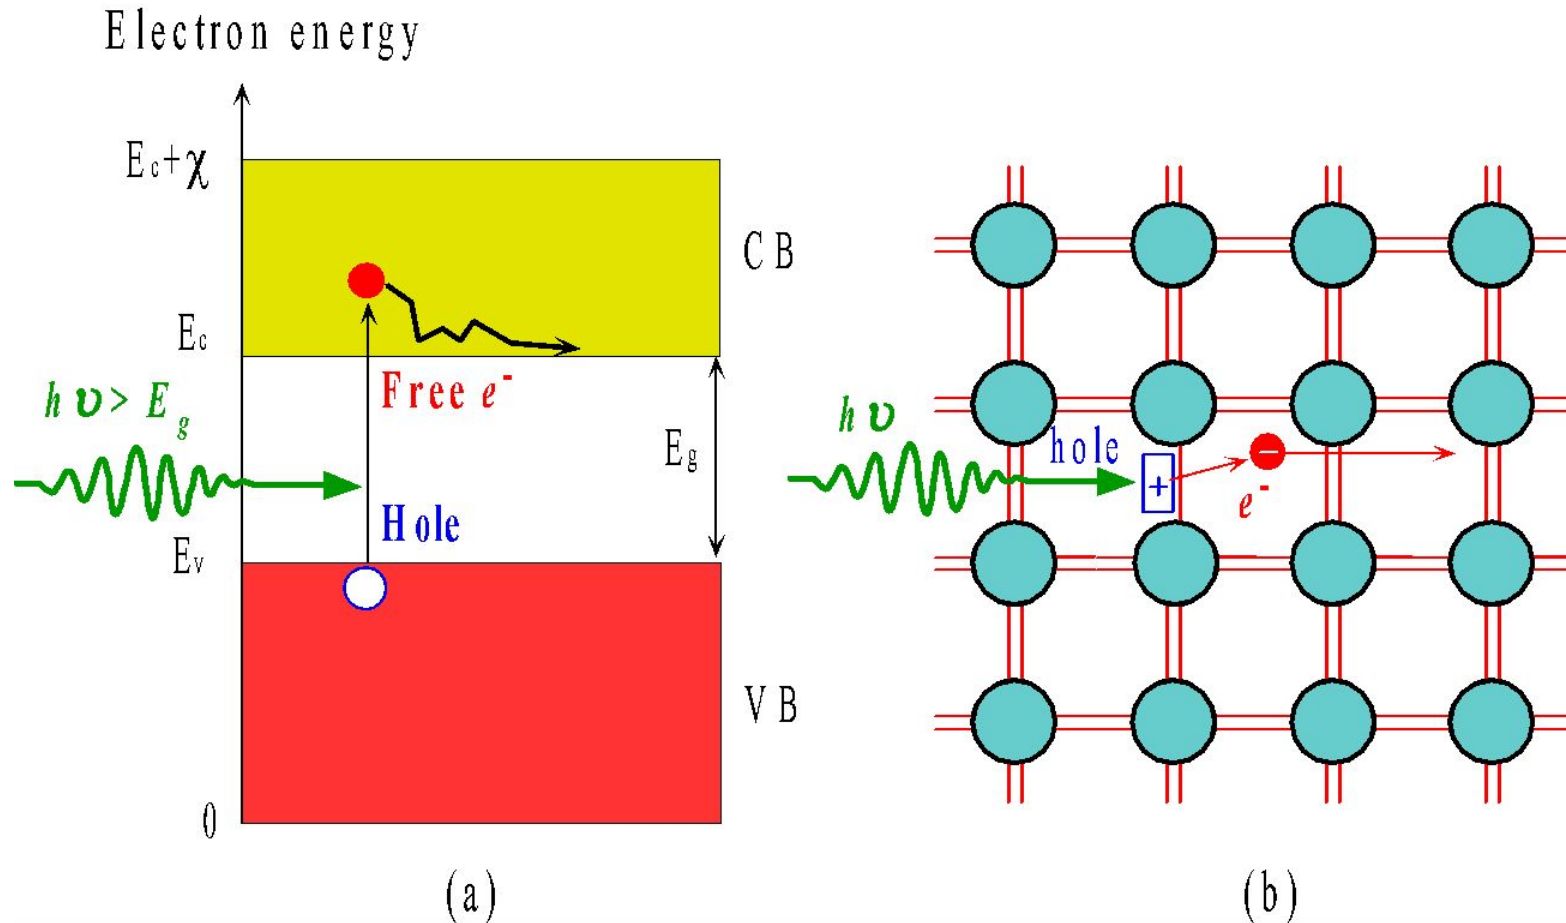 Electron energy
Ec+χ
CB
Ec
hυ > Eg
Free e-
Eg
Hole
Ev
VB
0
(a)
hυ
hole
+
−
e-
(b)